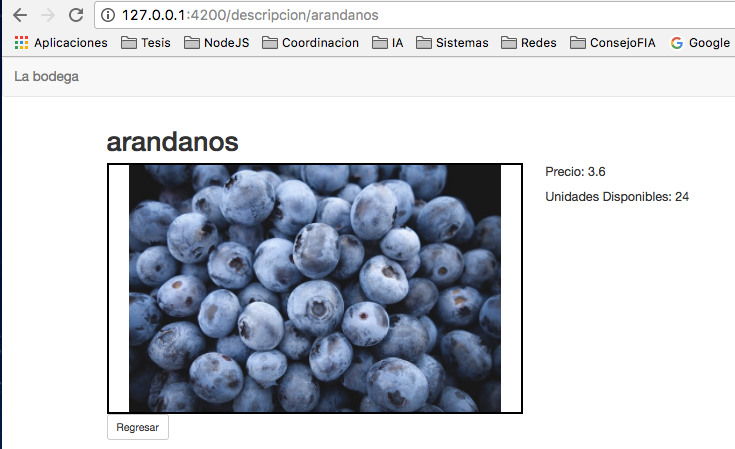 127.0.0.1:4200/descripcion/arandanos
Aplicaciones Tesis NodeJS Coordinacion IA Sistemas Redes ConsejoFIA Google
La bodega
arandanos
Precio: 3.6
Unidades Disponibles: 24
Regresar